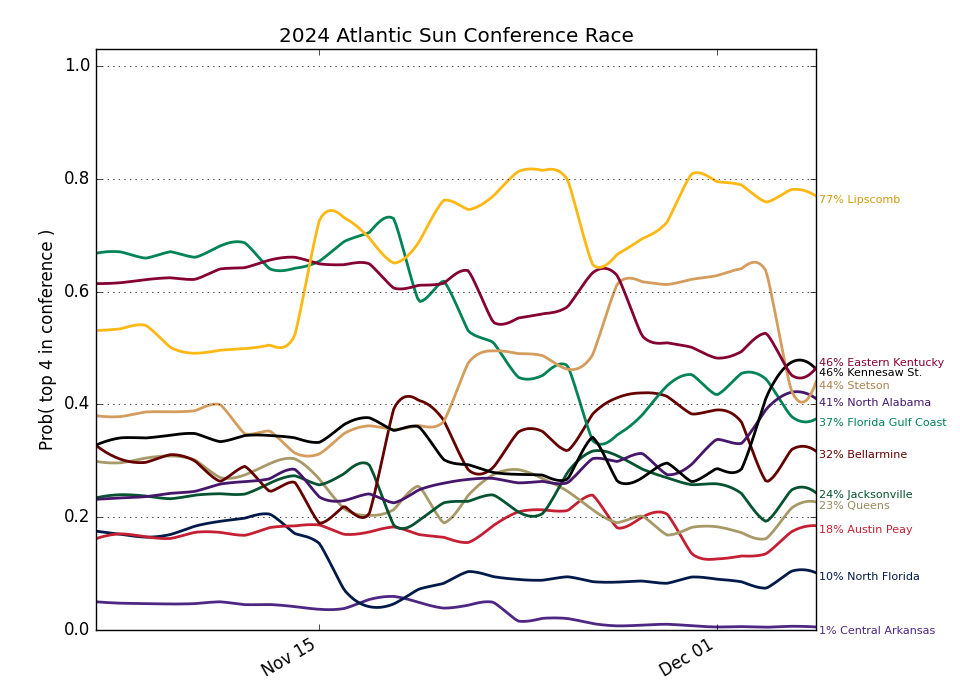 2024 Atlantic Sun Conference Race
Prob( top 4 in conference )
1.0
0.8
0.6
0.4
0.2
0.0
Nov 15
Dec 01
77% Lipscomb
46% Eastern Kentucky
46% Kennesaw St.
44% Stetson
41% North Alabama
37% Florida Gulf Coast
32% Bellarmine
24% Jacksonville
23% Queens
18% Austin Peay
10% North Florida
1% Central Arkansas